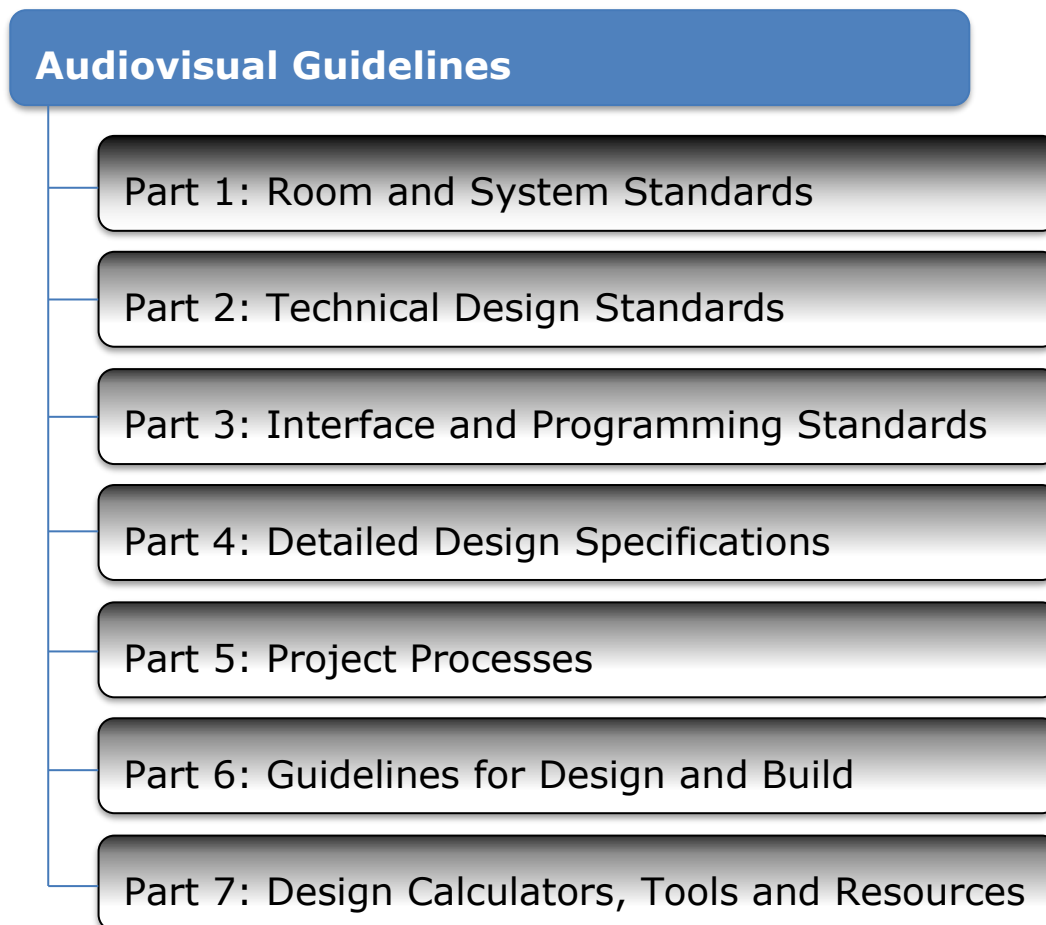 Audiovisual Guidelines
Part 1: Room and System Standards
Part 2: Technical Design Standards
Part 3: Interface and Programming Standards
Part 4: Detailed Design Specifications
Part 5: Project Processes
Part 6: Guidelines for Design and Build
Part 7: Design Calculators, Tools and Resources